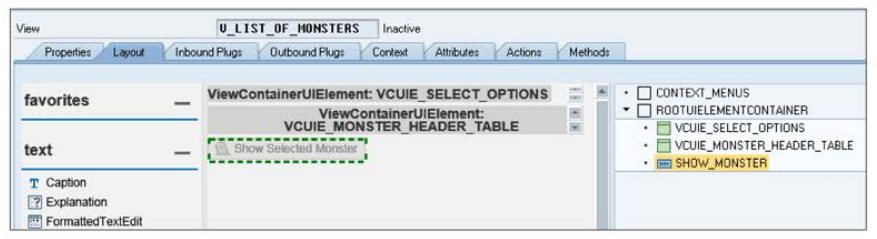 View U_LIST_OF_MONSTERS Inactive
Properties Layout Inbound Plugs Outbound Plugs Context Attributes Actions Methods
favorites
text
Caption
Explanation
FormattedTextEdit
ViewContainerUIElement: VCUIE_SELECT_OPTIONS
ViewContainerUIElement:
VCUIE_MONSTER_HEADER_TABLE
Show Selected Monster
CONTEXT_MENUS
ROOTUIELEMENTCONTAINER
VCUIE_SELECT_OPTIONS
VCUIE_MONSTER_HEADER_TABLE
SHOW_MONSTER